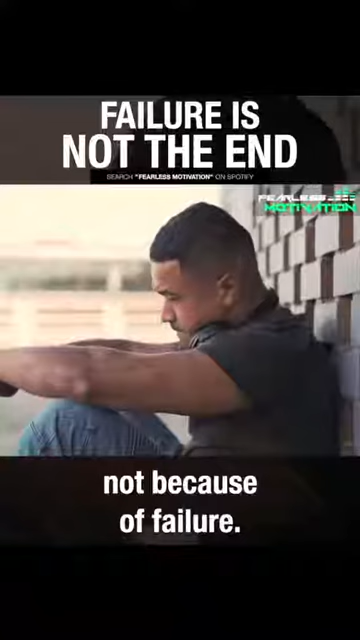 FAILURE IS
NOT THE END
SEARCH "FEARLESS MOTIVATION" ON SPOTIFY
FEARLESS
MOTIVATION
not because
of failure.